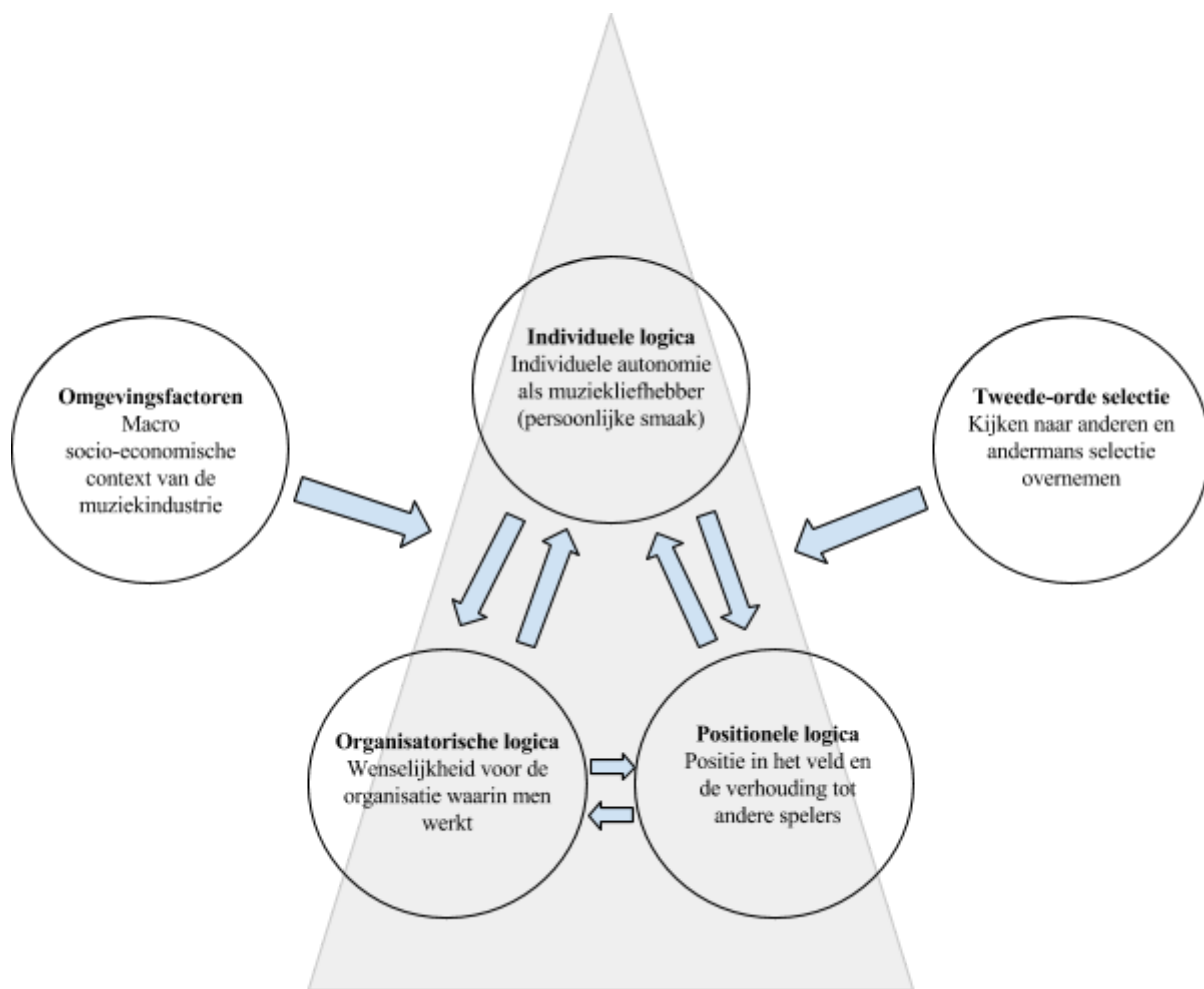 Individuele logica
Individuele autonomie
als muziekliefhebber
(persoonlijke smaak)
Omgevingsfactoren
Macro
socio-economische
context van de
muziekindustrie
Tweede-orde selectie
Kijken naar anderen en
andermans selectie
overnemen
Organisatorische logica
Wenselijkheid voor de
organisatie waarin men
werkt
Positionele logica
Positie in het veld en
de verhouding tot
andere spelers